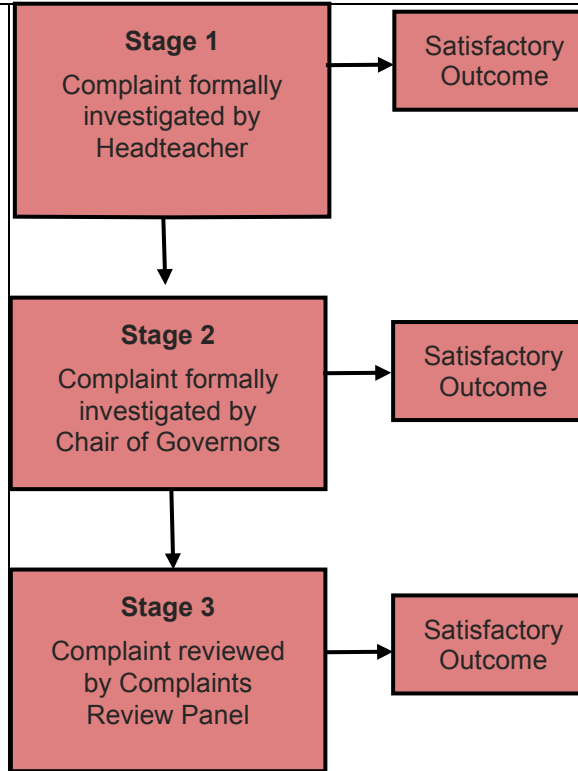 Stage 1
Complaint formally
investigated by
Headteacher
Satisfactory
Outcome
Stage 2
Complaint formally
investigated by
Chair of Governors
Satisfactory
Outcome
Stage 3
Complaint reviewed
by Complaints
Review Panel
Satisfactory
Outcome